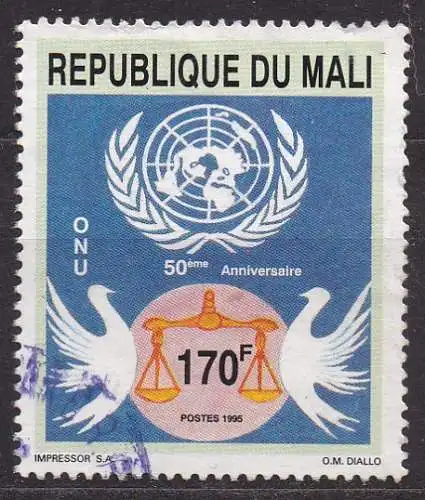 REPUBLIQUE DU MALI
ONU
50ème Anniversaire
170F
POSTES 1995
IMPRESSOR S.A. O.M. DIALLO